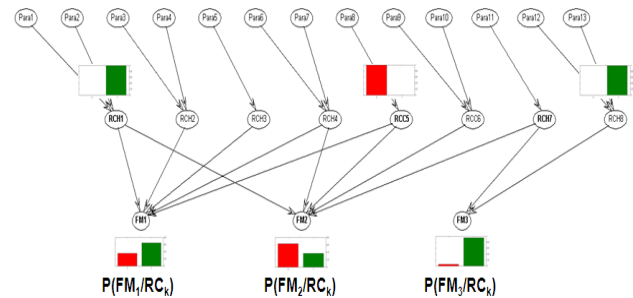 Para1 Para2 Para3 Para4 Para5 Para6 Para7 Para8 Para9 Para10 Para11 Para12 Para13
RCH1 RCH2 RCH3 RCH4 RCC5 RCC6 RCH7 RCH8
FM1 FM2 FM3
P(FM₁/RCₖ) P(FM₂/RCₖ) P(FM₃/RCₖ)